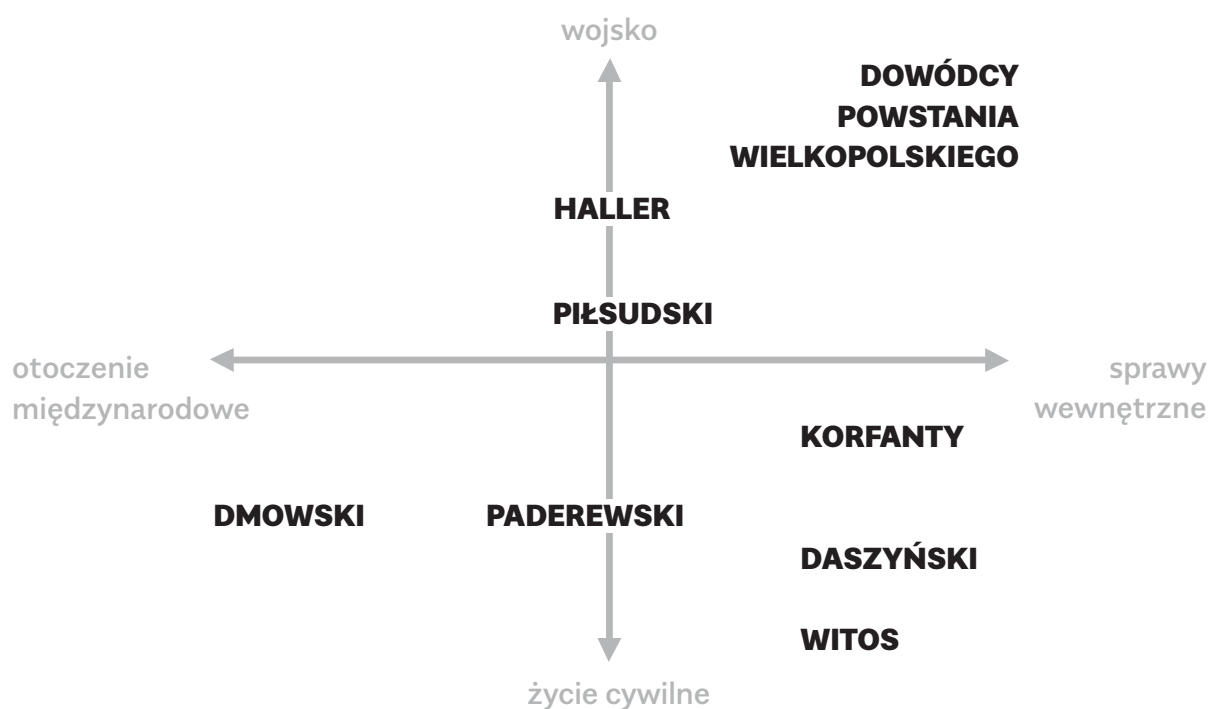 wojsko
DOWÓDCY
POWSTANIA
WIELKOPOLSKIEGO
HALLER
PIŁSUDSKI
otoczenie
międzynarodowe
sprawy
wewnętrzne
KORFANTY
DMOWSKI
PADEREWSKI
DASZYŃSKI
WITOS
życie cywilne